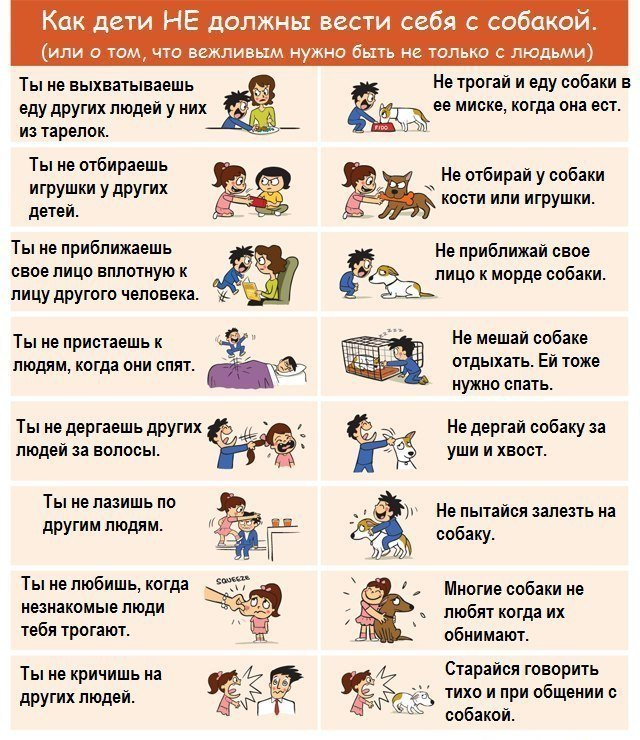 Как дети НЕ должны вести себя с собакой.
(или о том, что вежливым нужно быть не только с людьми)
Ты не выхватываешь
еду других людей у них
из тарелок.
Не трогай и еду собаки в
ее миске, когда она ест.
FIDO
Ты не отбираешь
игрушки у других
детей.
Не отбирай у собаки
кости или игрушки.
Ты не приближаешь
свое лицо вплотную к
лицу другого человека.
Не приближай свое
лицо к морде собаки.
Ты не пристаешь к
людям, когда они спят.
zzzzz
Не мешай собаке
отдыхать. Ей тоже
нужно спать.
Ты не дергаешь других
людей за волосы.
Не дергай собаку за
уши и хвост.
Ты не лазишь по
другим людям.
Не пытайся залезть на
собаку.
Ты не любишь, когда
незнакомые люди
тебя трогают.
SQUEEZE
Многие собаки не
любят когда их
обнимают.
Ты не кричишь на
других людей.
Старайся говорить
тихо и при общении с
собакой.